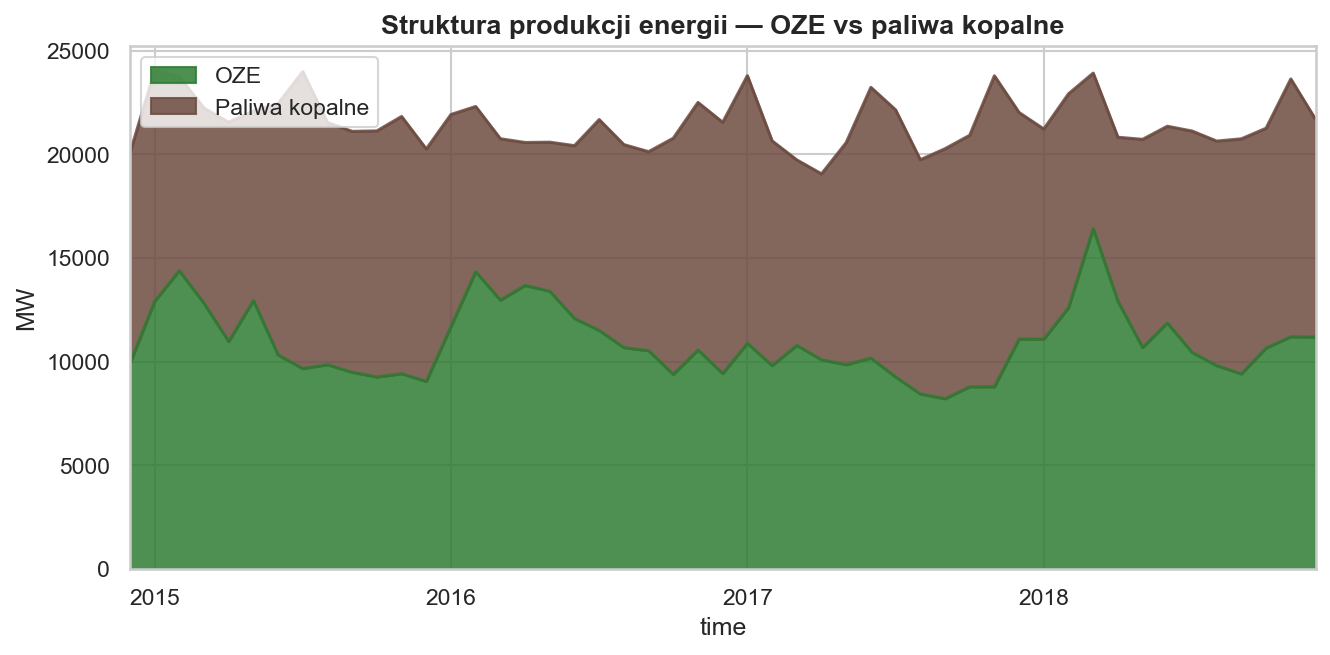 Struktura produkcji energii — OZE vs paliwa kopalne
OZE
Paliwa kopalne
MW
25000
20000
15000
10000
5000
0
2015
2016
2017
2018
time